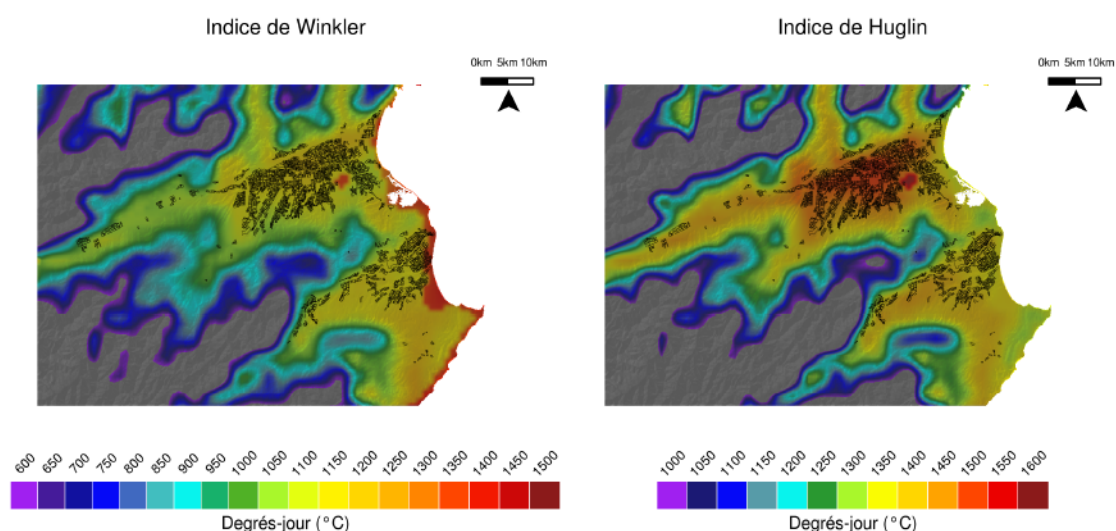 Indice de Winkler
0km 5km 10km
600 650 700 750 800 850 900 950 1000 1050 1100 1150 1250 1300 1350 1400 1450 1500
Degrés-jour (°C)
Indice de Huglin
0km 5km 10km
1000 1050 1100 1150 1200 1250 1300 1350 1400 1450 1500 1550 1600
Degrés-jour (°C)